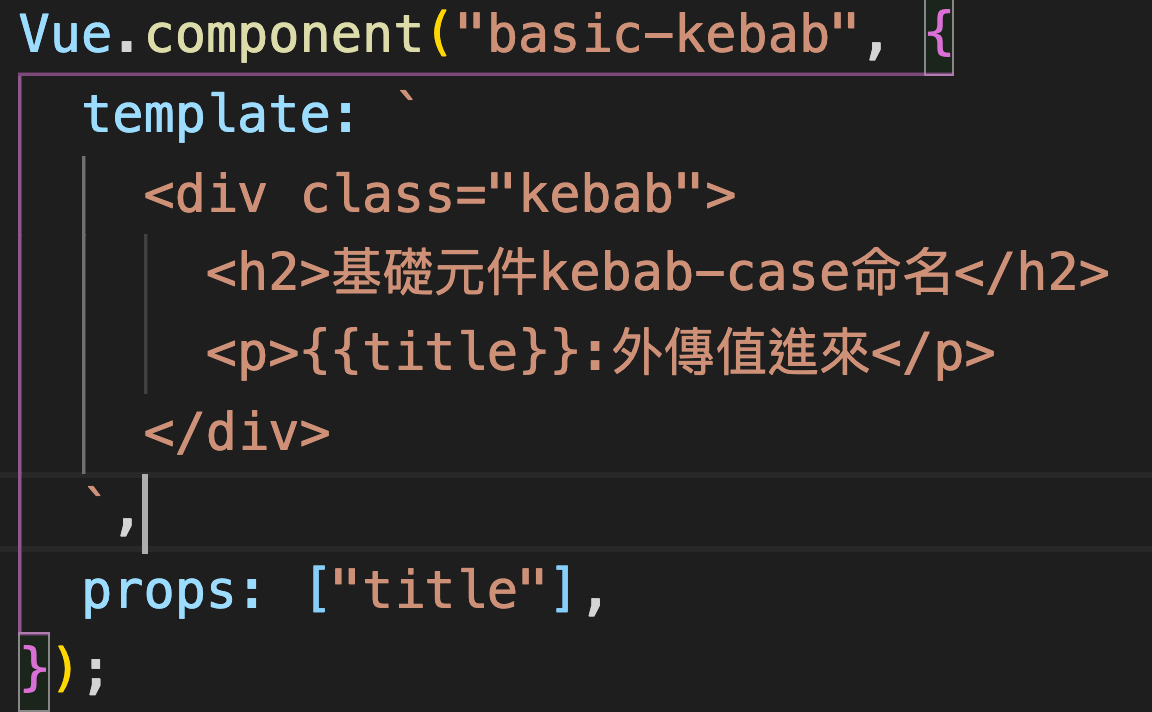 Vue.component("basic-kebab", {
template: `
<div class="kebab">
<h2>基礎元件kebab-case命名</h2>
<p>{{title}}:外傳值進來</p>
</div>
`,
props: ["title"],
});